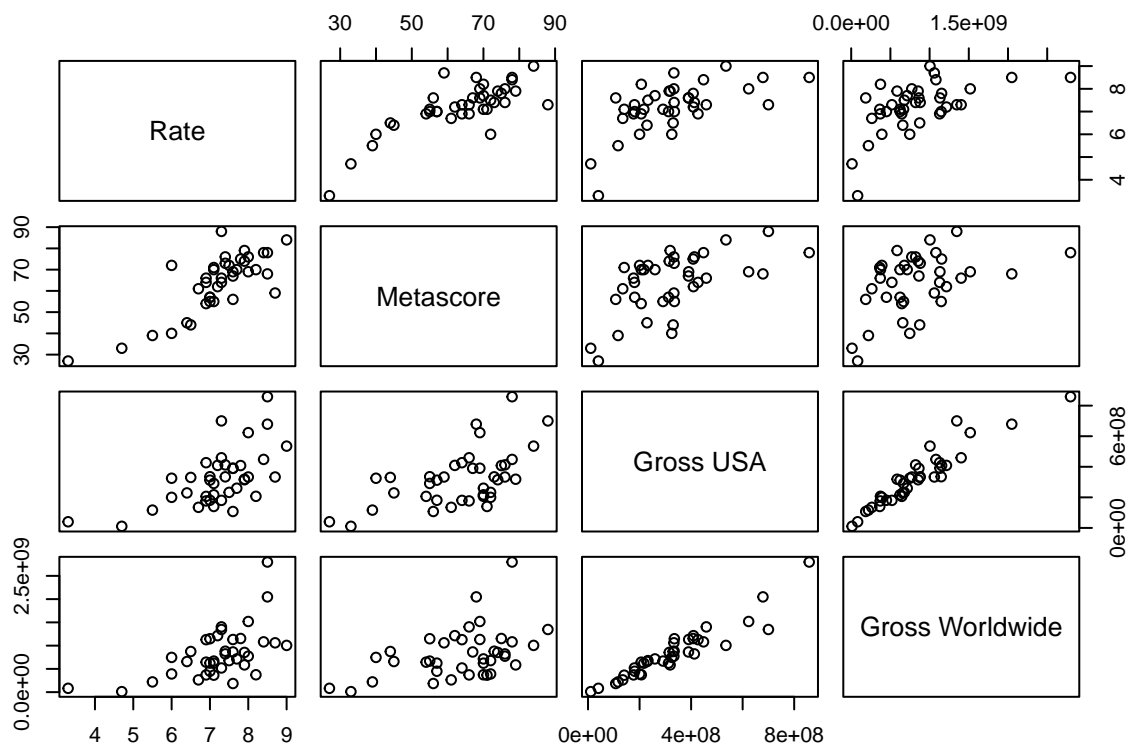 30 50 70 90
0.0e+00 1.5e+09
Rate
4 6 8
30 50 70 90
Metascore
Gross USA
0e+00 6e+08
0.0e+00 2.5e+09
Gross Worldwide
4 5 6 7 8 9
0e+00 4e+08 8e+08